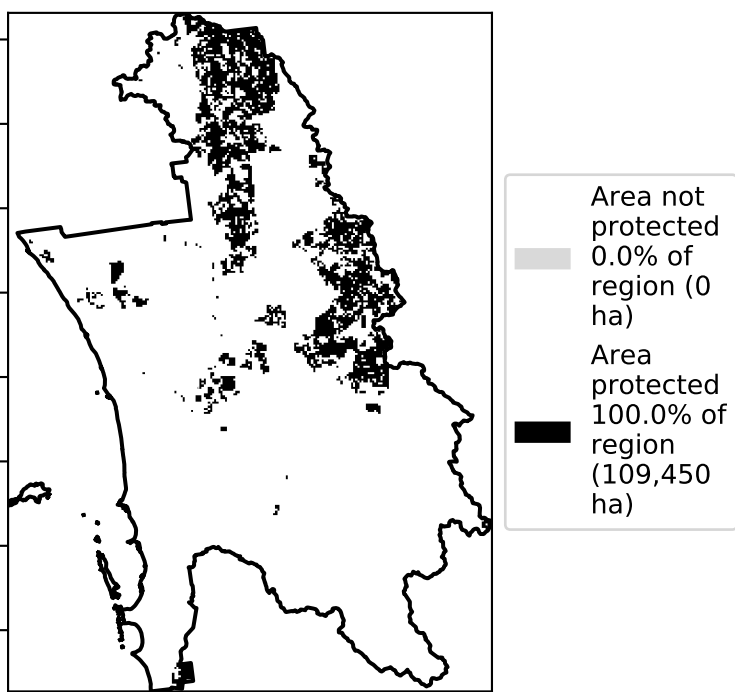 Area not
protected
0.0% of
region (0
ha)
Area
protected
100.0% of
region
(109,450
ha)